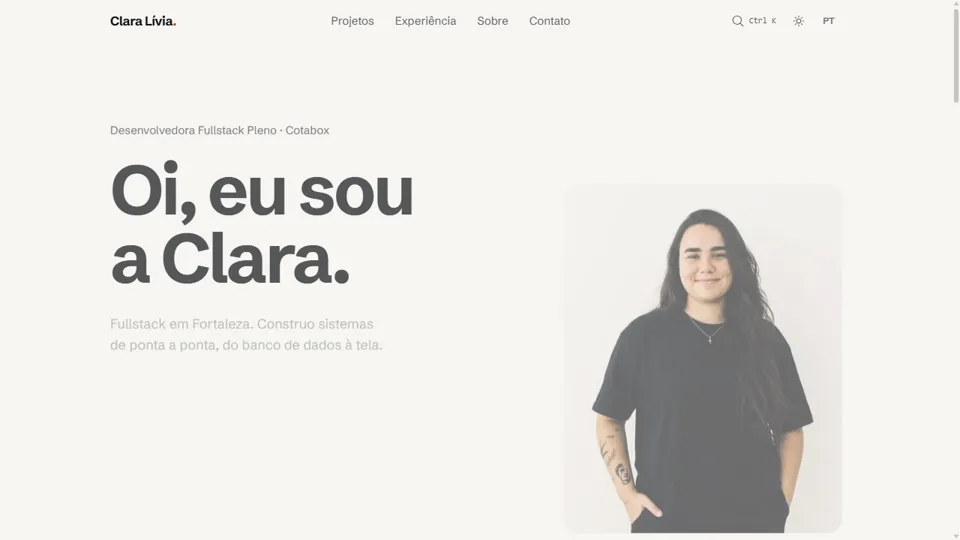 Clara Lívia.
Projetos
Experiência
Sobre
Contato
Ctrl K
PT
Desenvolvedora Fullstack Pleno · Cotabox
Oi, eu sou
a Clara.
Fullstack em Fortaleza. Construo sistemas
de ponta a ponta, do banco de dados à tela.